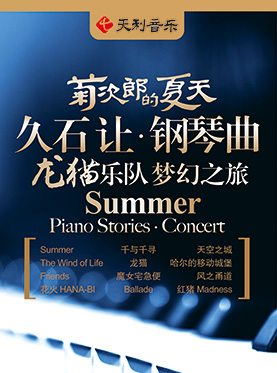 天利音乐
菊次郎的夏天
久石让·钢琴曲
龙猫乐队 梦幻之旅
Summer
Piano Stories · Concert
Summer 千与千寻 天空之城
The Wind of Life 龙猫 哈尔的移动城堡
Friends 魔女宅急便 风之甬道
花火 HANA-BI Ballade 红猪 Madness